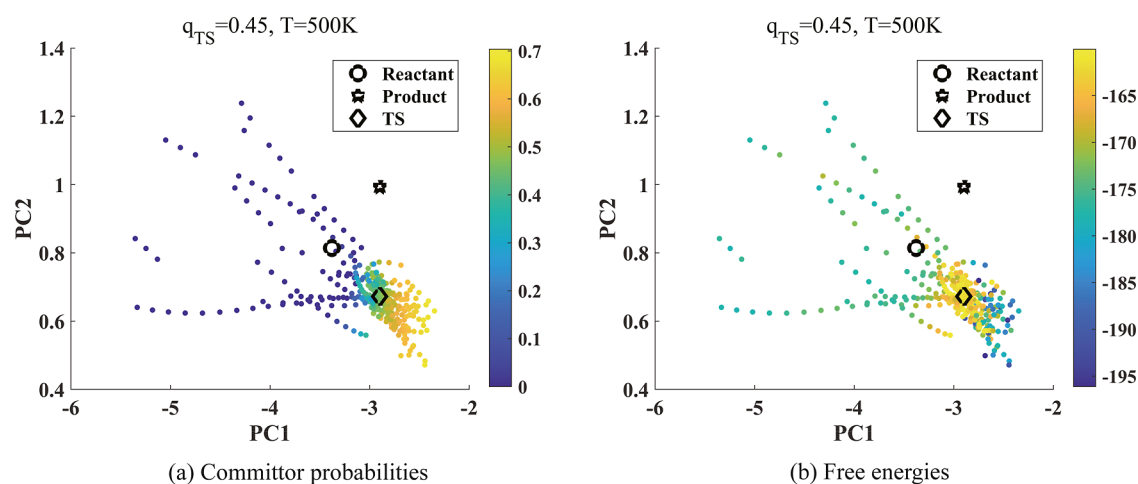 q_TS=0.45, T=500K
1.4
1.2
1
0.8
0.6
0.4
PC2
-6
-5
-4
-3
-2
PC1
Reactant
Product
TS
0.7
0.6
0.5
0.4
0.3
0.2
0.1
0
(a) Committor probabilities
q_TS=0.45, T=500K
1.4
1.2
1
0.8
0.6
0.4
PC2
-6
-5
-4
-3
-2
PC1
Reactant
Product
TS
-165
-170
-175
-180
-185
-190
-195
(b) Free energies